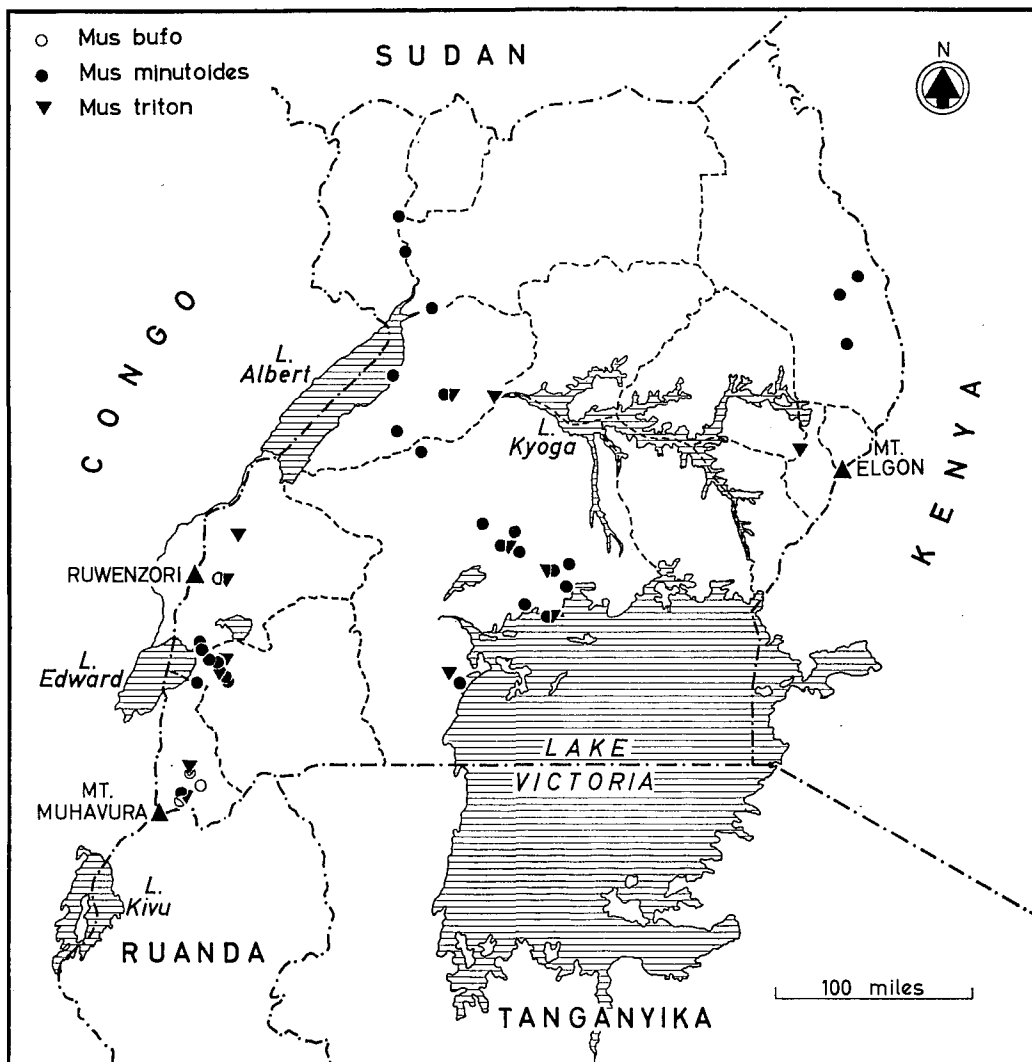 Mus bufo
Mus minutoides
Mus triton
SUDAN
N
CONGO
L.
Albert
L.
Kyoga
MT.
ELGON
KENYA
RUWENZORI
L.
Edward
LAKE
VICTORIA
MT.
MUHAVURA
L.
Kivu
RUANDA
100 miles
TANGANYIKA